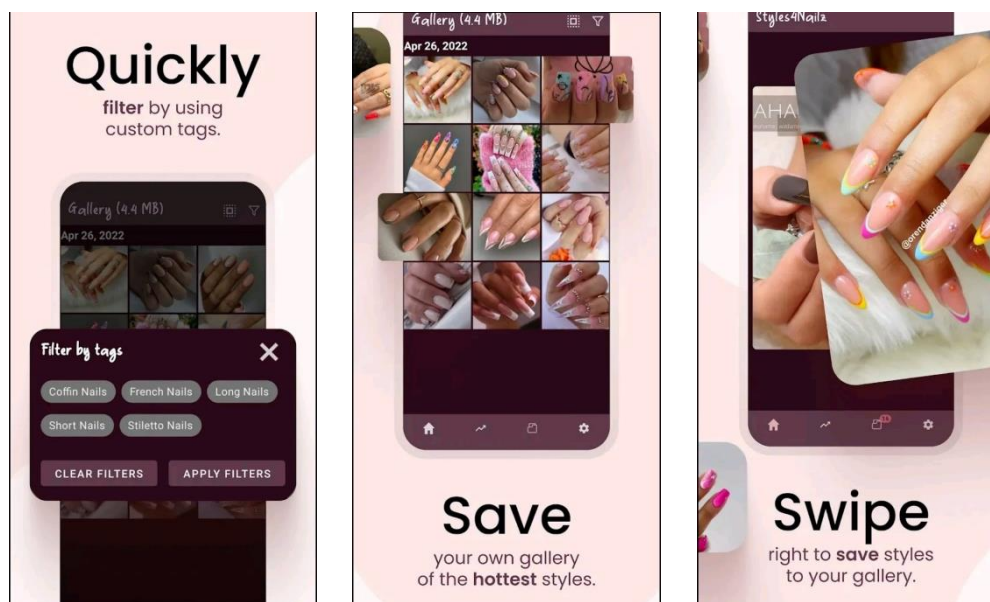 Quickly
filter by using
custom tags.
Gallery (4.4 MB)
Apr 26, 2022
Filter by tags
Coffin Nails
French Nails
Long Nails
Short Nails
Stiletto Nails
CLEAR FILTERS
APPLY FILTERS
Gallery (4.4 MB)
Apr 26, 2022
Save
your own gallery
of the hottest styles.
Styles4Nailz
AHA
@orendanziger
Swipe
right to save styles
to your gallery.